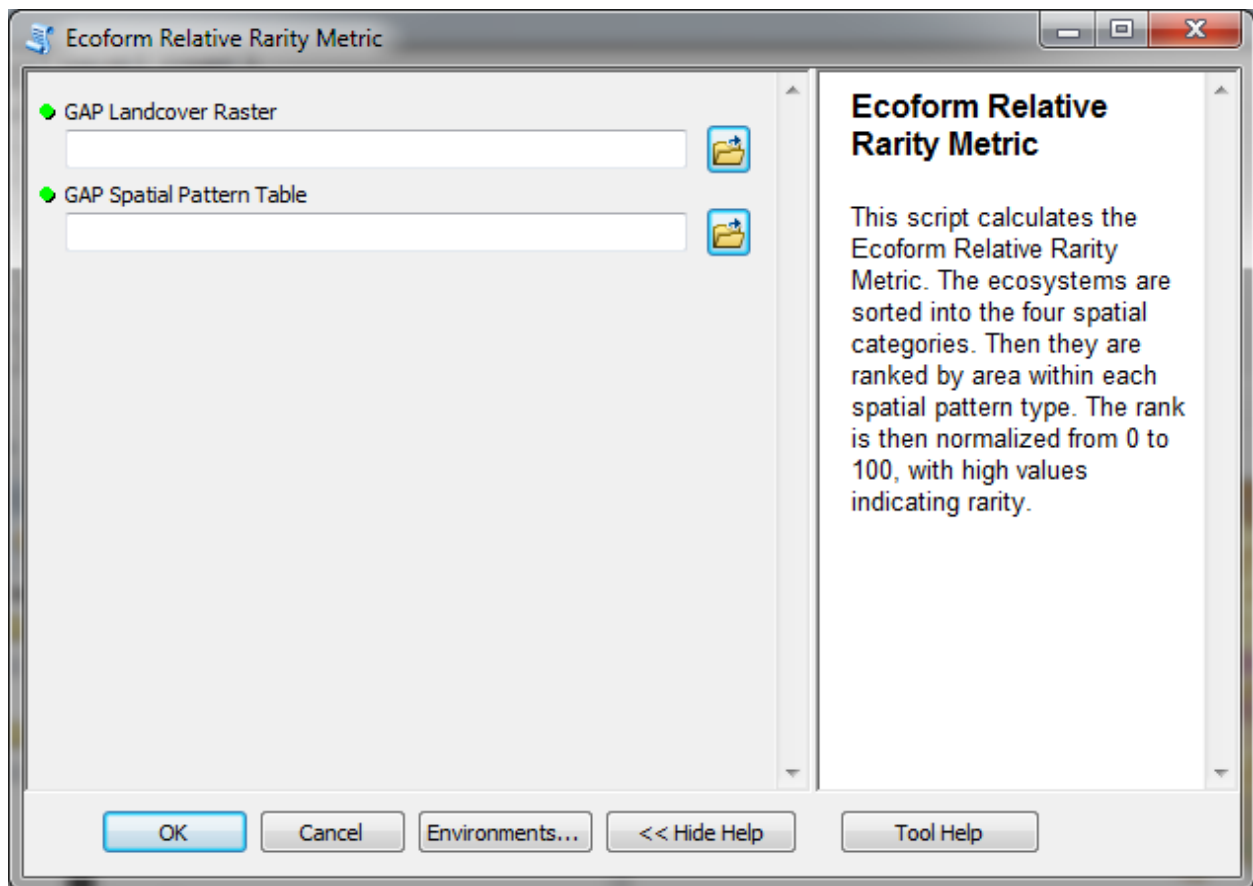 Ecoform Relative Rarity Metric
GAP Landcover Raster
GAP Spatial Pattern Table
Ecoform Relative
Rarity Metric
This script calculates the
Ecoform Relative Rarity
Metric. The ecosystems are
sorted into the four spatial
categories. Then they are
ranked by area within each
spatial pattern type. The rank
is then normalized from 0 to
100, with high values
indicating rarity.
OK
Cancel
Environments...
<< Hide Help
Tool Help